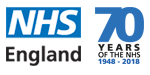 NHS
England
70
YEARS
OF THE NHS
1948 - 2018